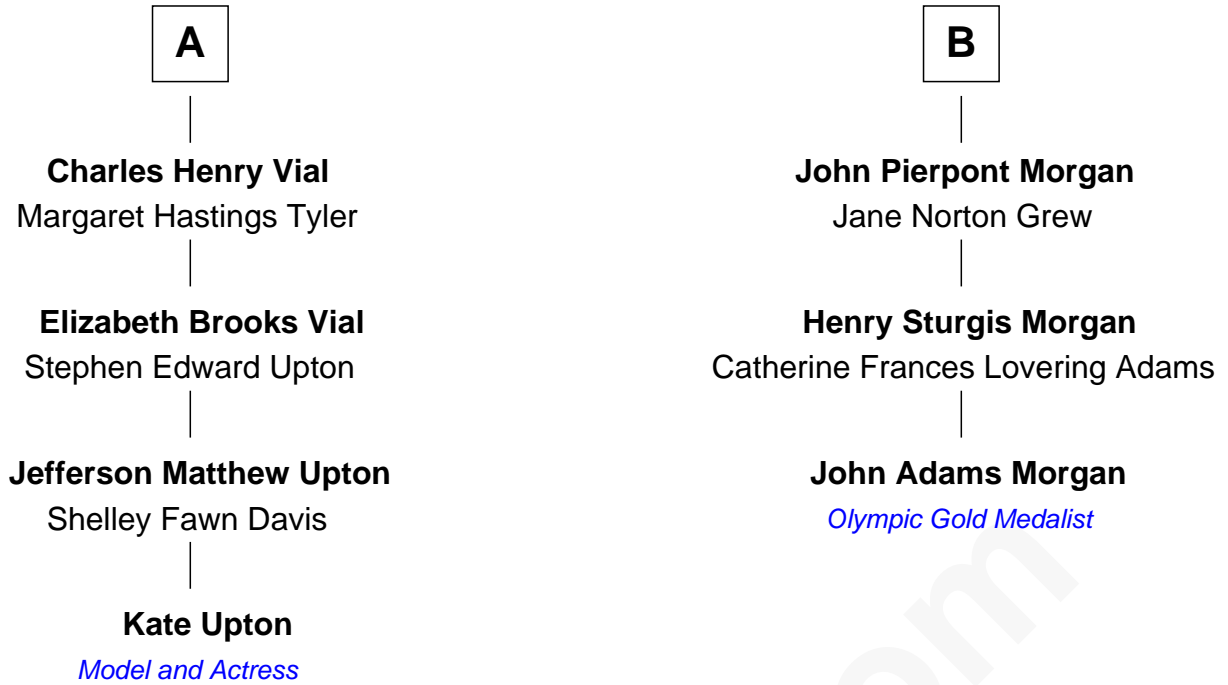 A
Charles Henry Vial
Margaret Hastings Tyler
Elizabeth Brooks Vial
Stephen Edward Upton
Jefferson Matthew Upton
Shelley Fawn Davis
Kate Upton
Model and Actress
B
John Pierpont Morgan
Jane Norton Grew
Henry Sturgis Morgan
Catherine Frances Lovering Adams
John Adams Morgan
Olympic Gold Medalist
om